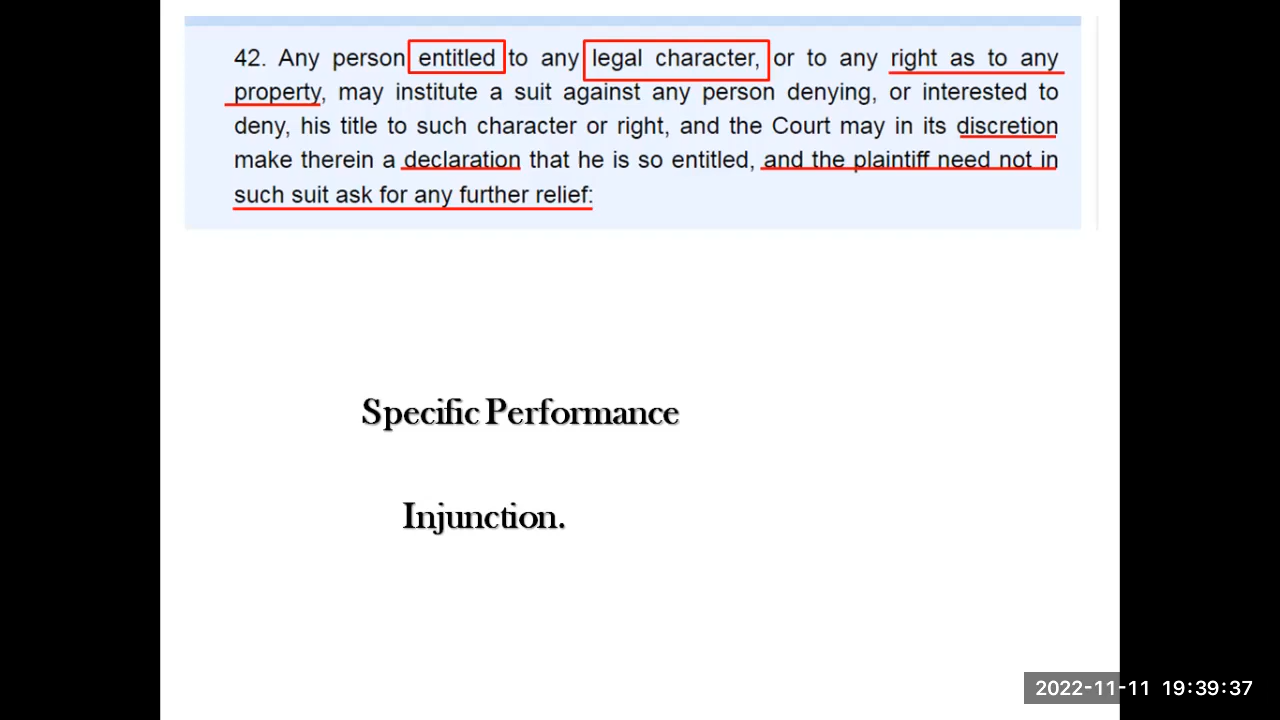 42. Any person entitled to any legal character, or to any right as to any
property, may institute a suit against any person denying, or interested to
deny, his title to such character or right, and the Court may in its discretion
make therein a declaration that he is so entitled, and the plaintiff need not in
such suit ask for any further relief:
Specific Performance
Injunction.
2022-11-11 19:39:37